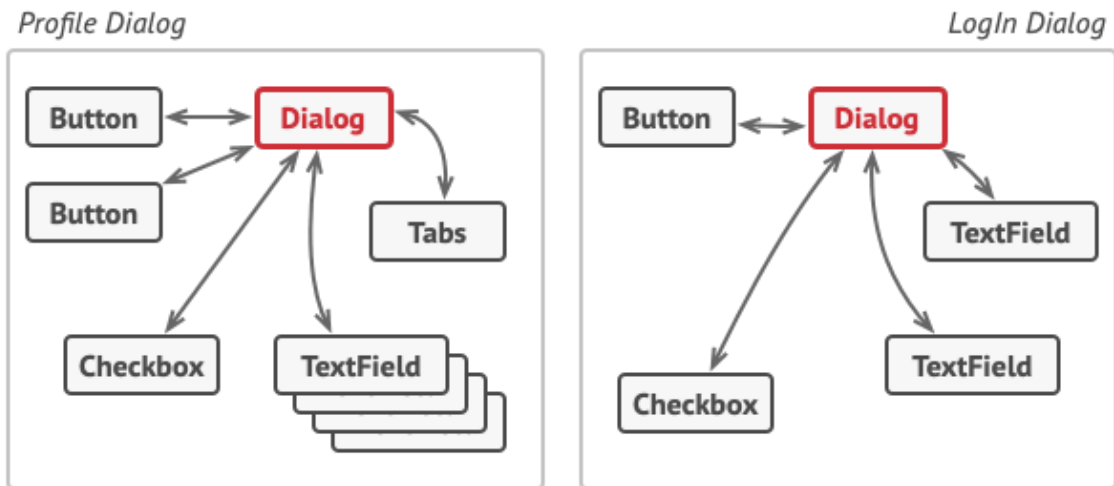 Profile Dialog
LogIn Dialog
Button
Dialog
Button
Tabs
Checkbox
TextField
Button
Dialog
TextField
TextField
Checkbox